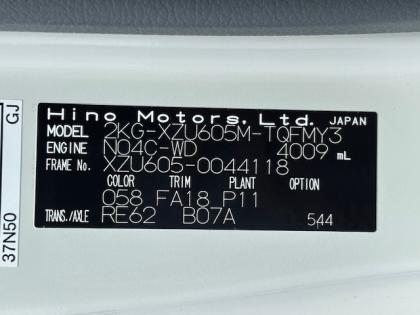 Hino Motors, Ltd. JAPAN
MODEL 2KG-XZU605M-TQFMY3
ENGINE N04C-WD 4009 mL
FRAME No. XZU605-0044118
COLOR TRIM PLANT OPTION
058 FA18 P11
TRANS./AXLE RE62 B07A 544
GJ
37N50